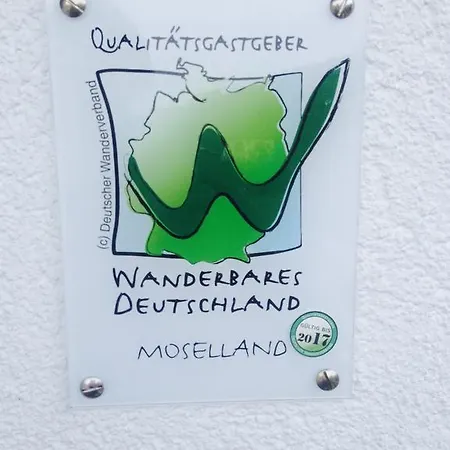 QUALITÄTSGASTGEBER
(c) Deutscher Wanderverband
WANDERBARES
DEUTSCHLAND
GÜLTIG BIS
2017
MOSELLAND